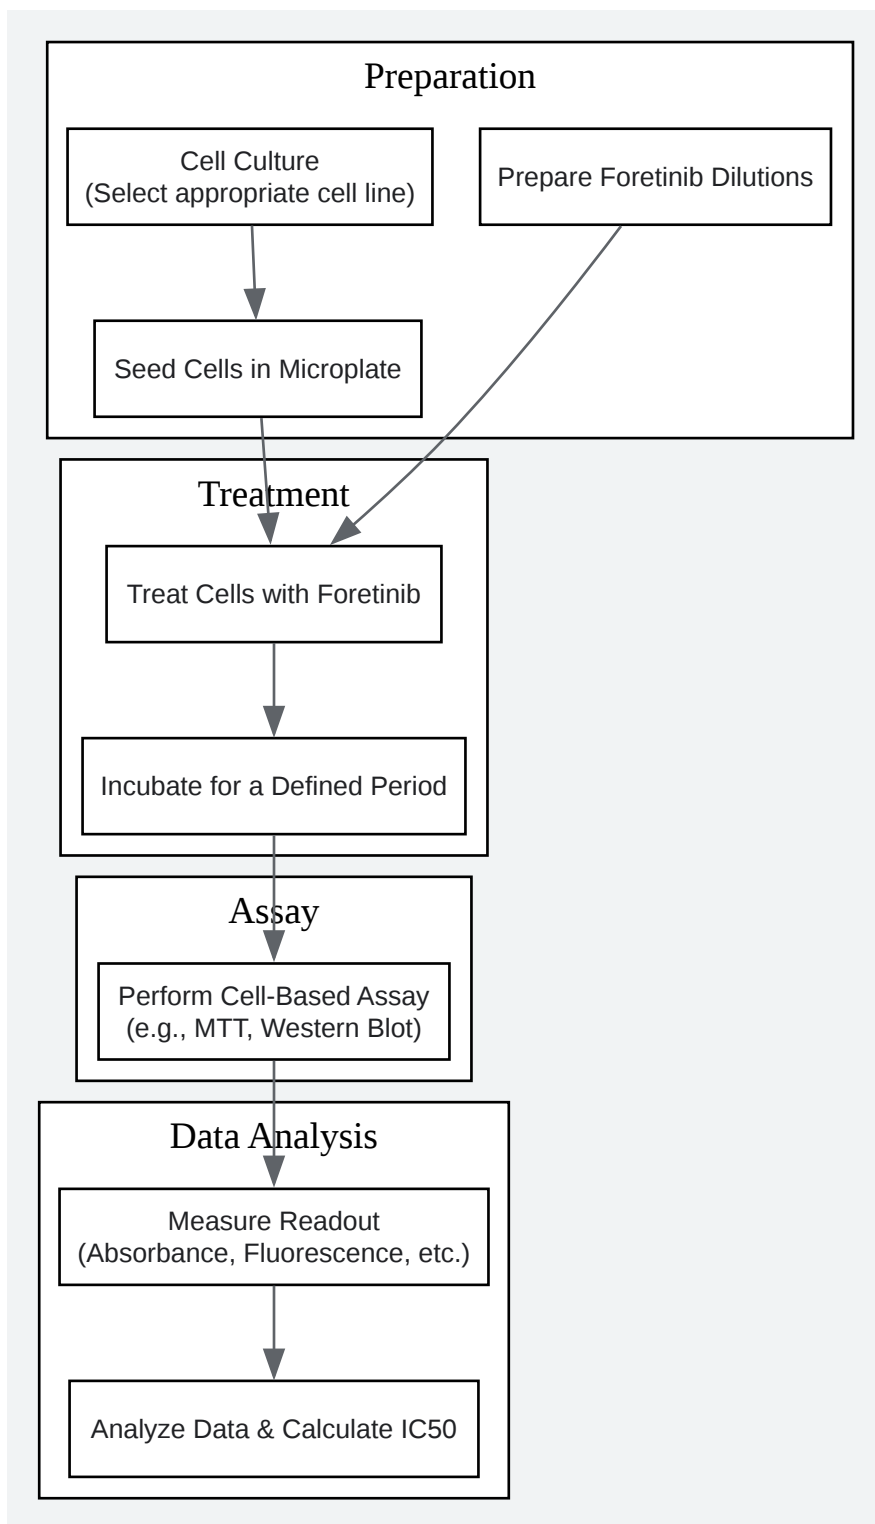 Preparation
Cell Culture
(Select appropriate cell line)
Prepare Foretinib Dilutions
Seed Cells in Microplate
Treatment
Treat Cells with Foretinib
Incubate for a Defined Period
Assay
Perform Cell-Based Assay
(e.g., MTT, Western Blot)
Data Analysis
Measure Readout
(Absorbance, Fluorescence, etc.)
Analyze Data & Calculate IC50